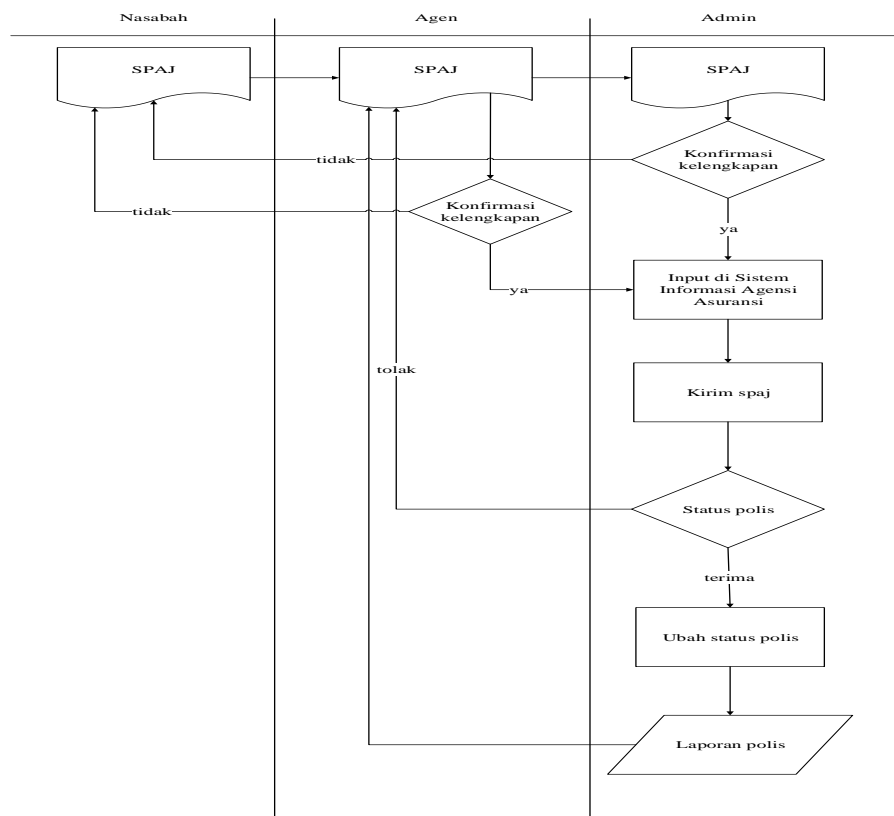 Nasabah
Agen
Admin
SPAJ
SPAJ
SPAJ
Konfirmasi
kelengkapan
tidak
Konfirmasi
kelengkapan
tidak
ya
Input di Sistem
Informasi Agensi
Asuransi
ya
tolak
Kirim spaj
Status polis
terima
Ubah status polis
Laporan polis